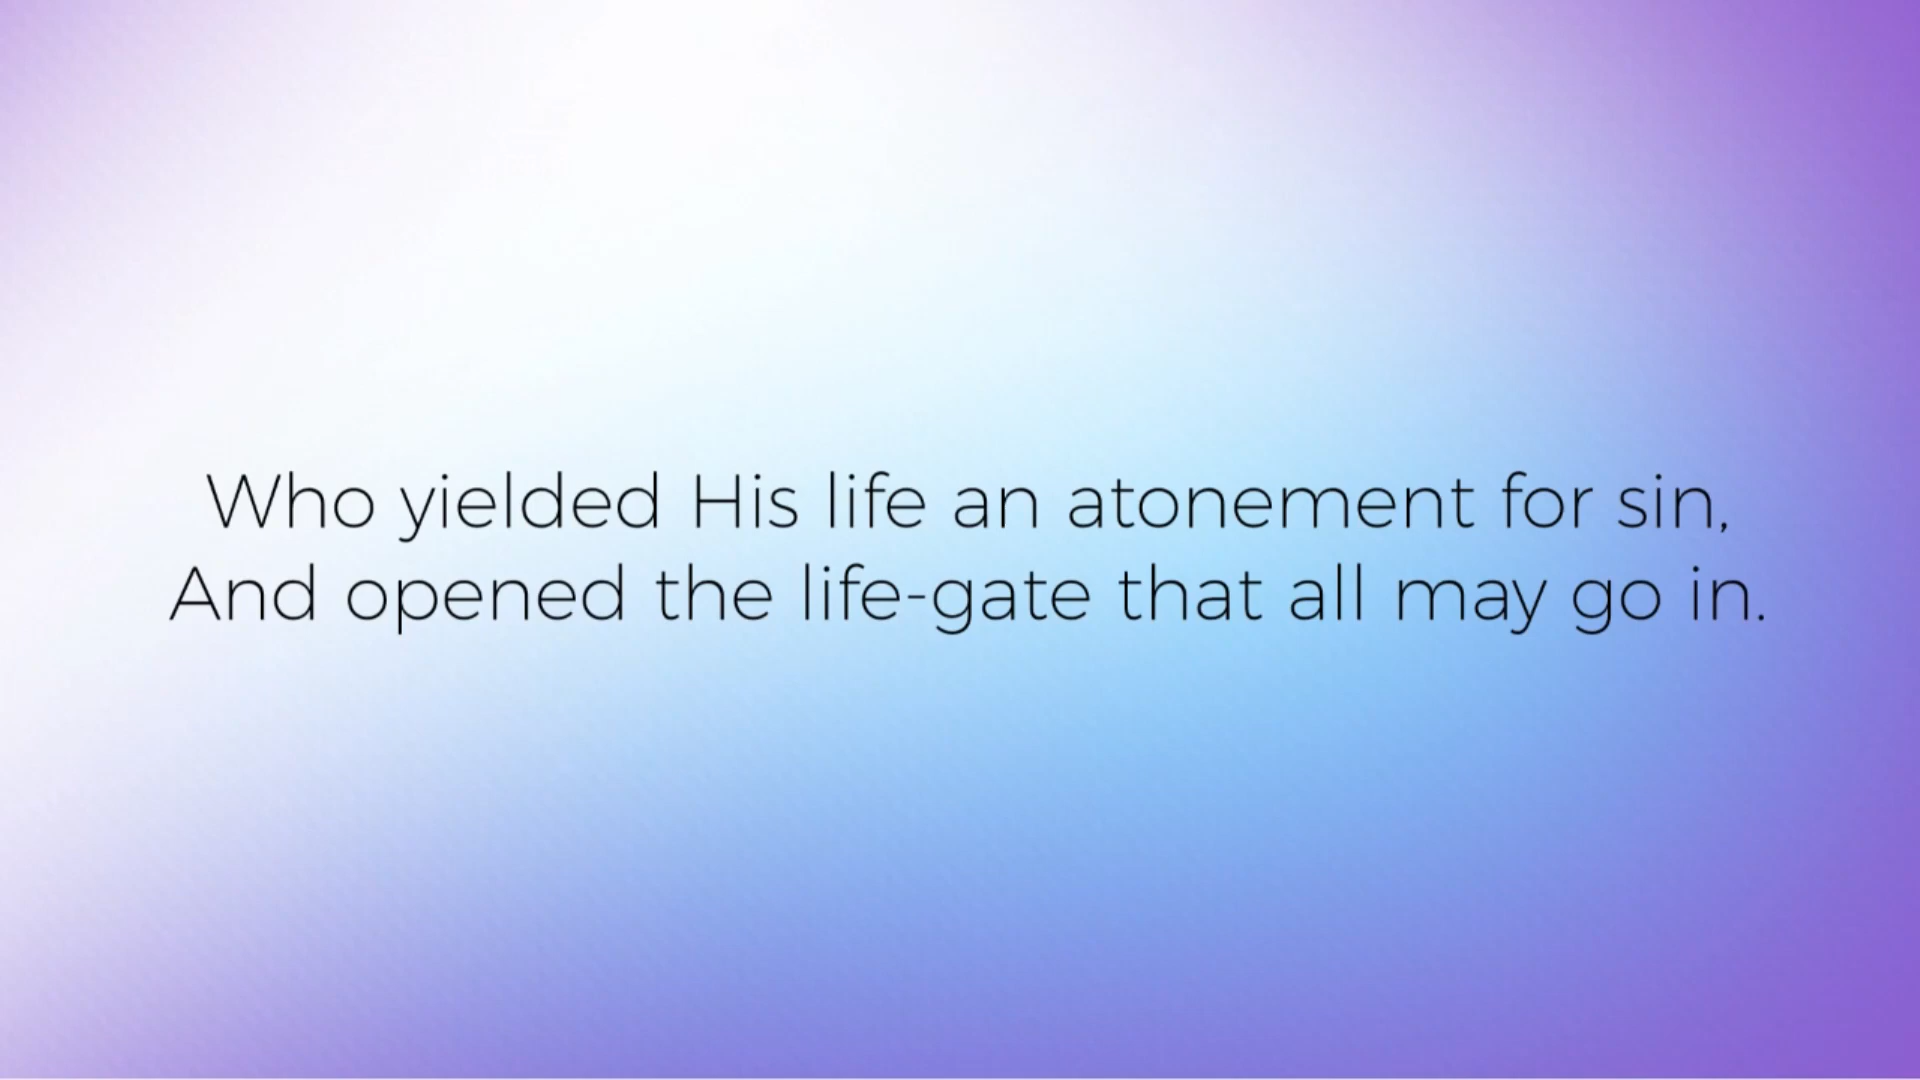 Who yielded His life an atonement for sin,
And opened the life-gate that all may go in.